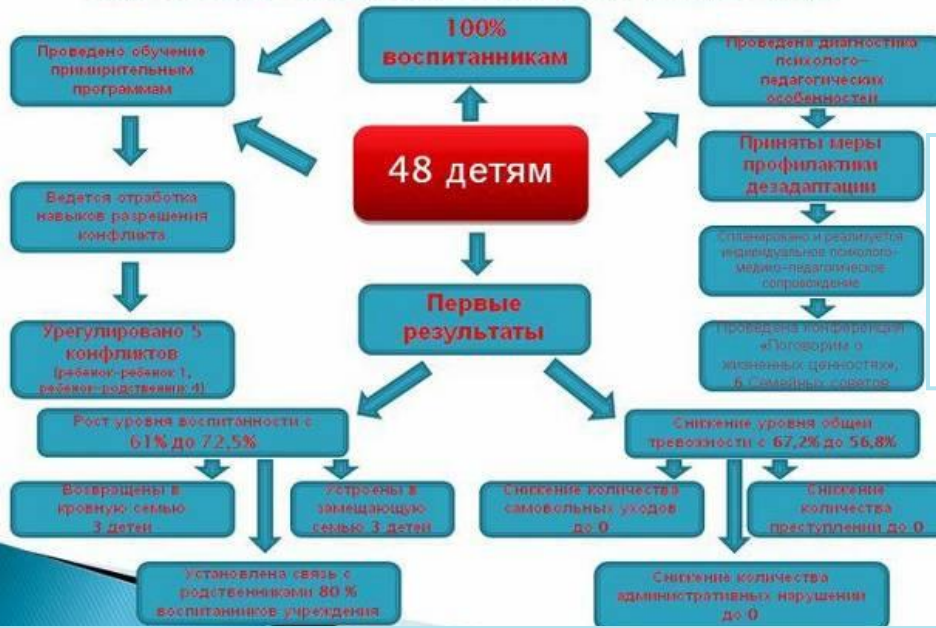 100%
воспитанникам
Проведено обучение
примирительным
программам
Проведена диагностика
психолого-
педагогических
особенностей
48 детям
Приняты меры
профилактики
дезадаптации
Ведется отработка
навыков разрешения
конфликта
Спланировано и реализуется
индивидуальное психолого-
медико-педагогическое
сопровождение
Первые
результаты
Урегулировано 5
конфликтов
(ребенок-ребенок 1,
ребенок-родственник 4)
Проведена конференция
«Поговорим о
жизненных ценностях»,
6 Семейных советов
Рост уровня воспитанности с
61% до 72,5%
Снижение уровня общей
тревожности с 67,2% до 56,8%
Возвращены в
кровную семью
3 детей
Устроены в
замещающую
семью 3 детей
Снижение количества
самовольных уходов
до 0
Снижение
количества
преступлений до 0
Установлена связь с
родственниками 80 %
воспитанников учреждения
Снижение количества
административных нарушений
до 0